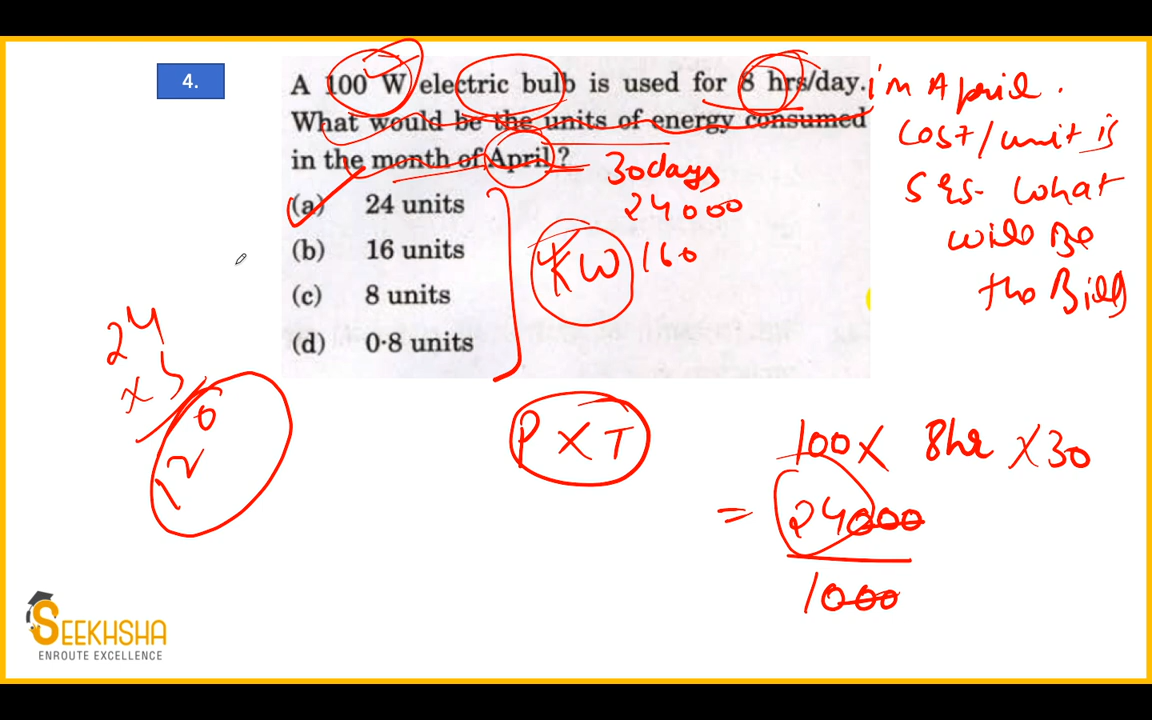 4.
A 100 W electric bulb is used for 8 hrs/day. in April.
What would be the units of energy consumed
in the month of April?
cost/unit is
5 rs. what
will Be
the Bill
30 days
24000
(a) 24 units
(b) 16 units
(c) 8 units
(d) 0·8 units
KW
160
24
x 5
120
P X T
100 X 8hr X 30
= 24000
1000
SEEKHSHA
ENROUTE EXCELLENCE